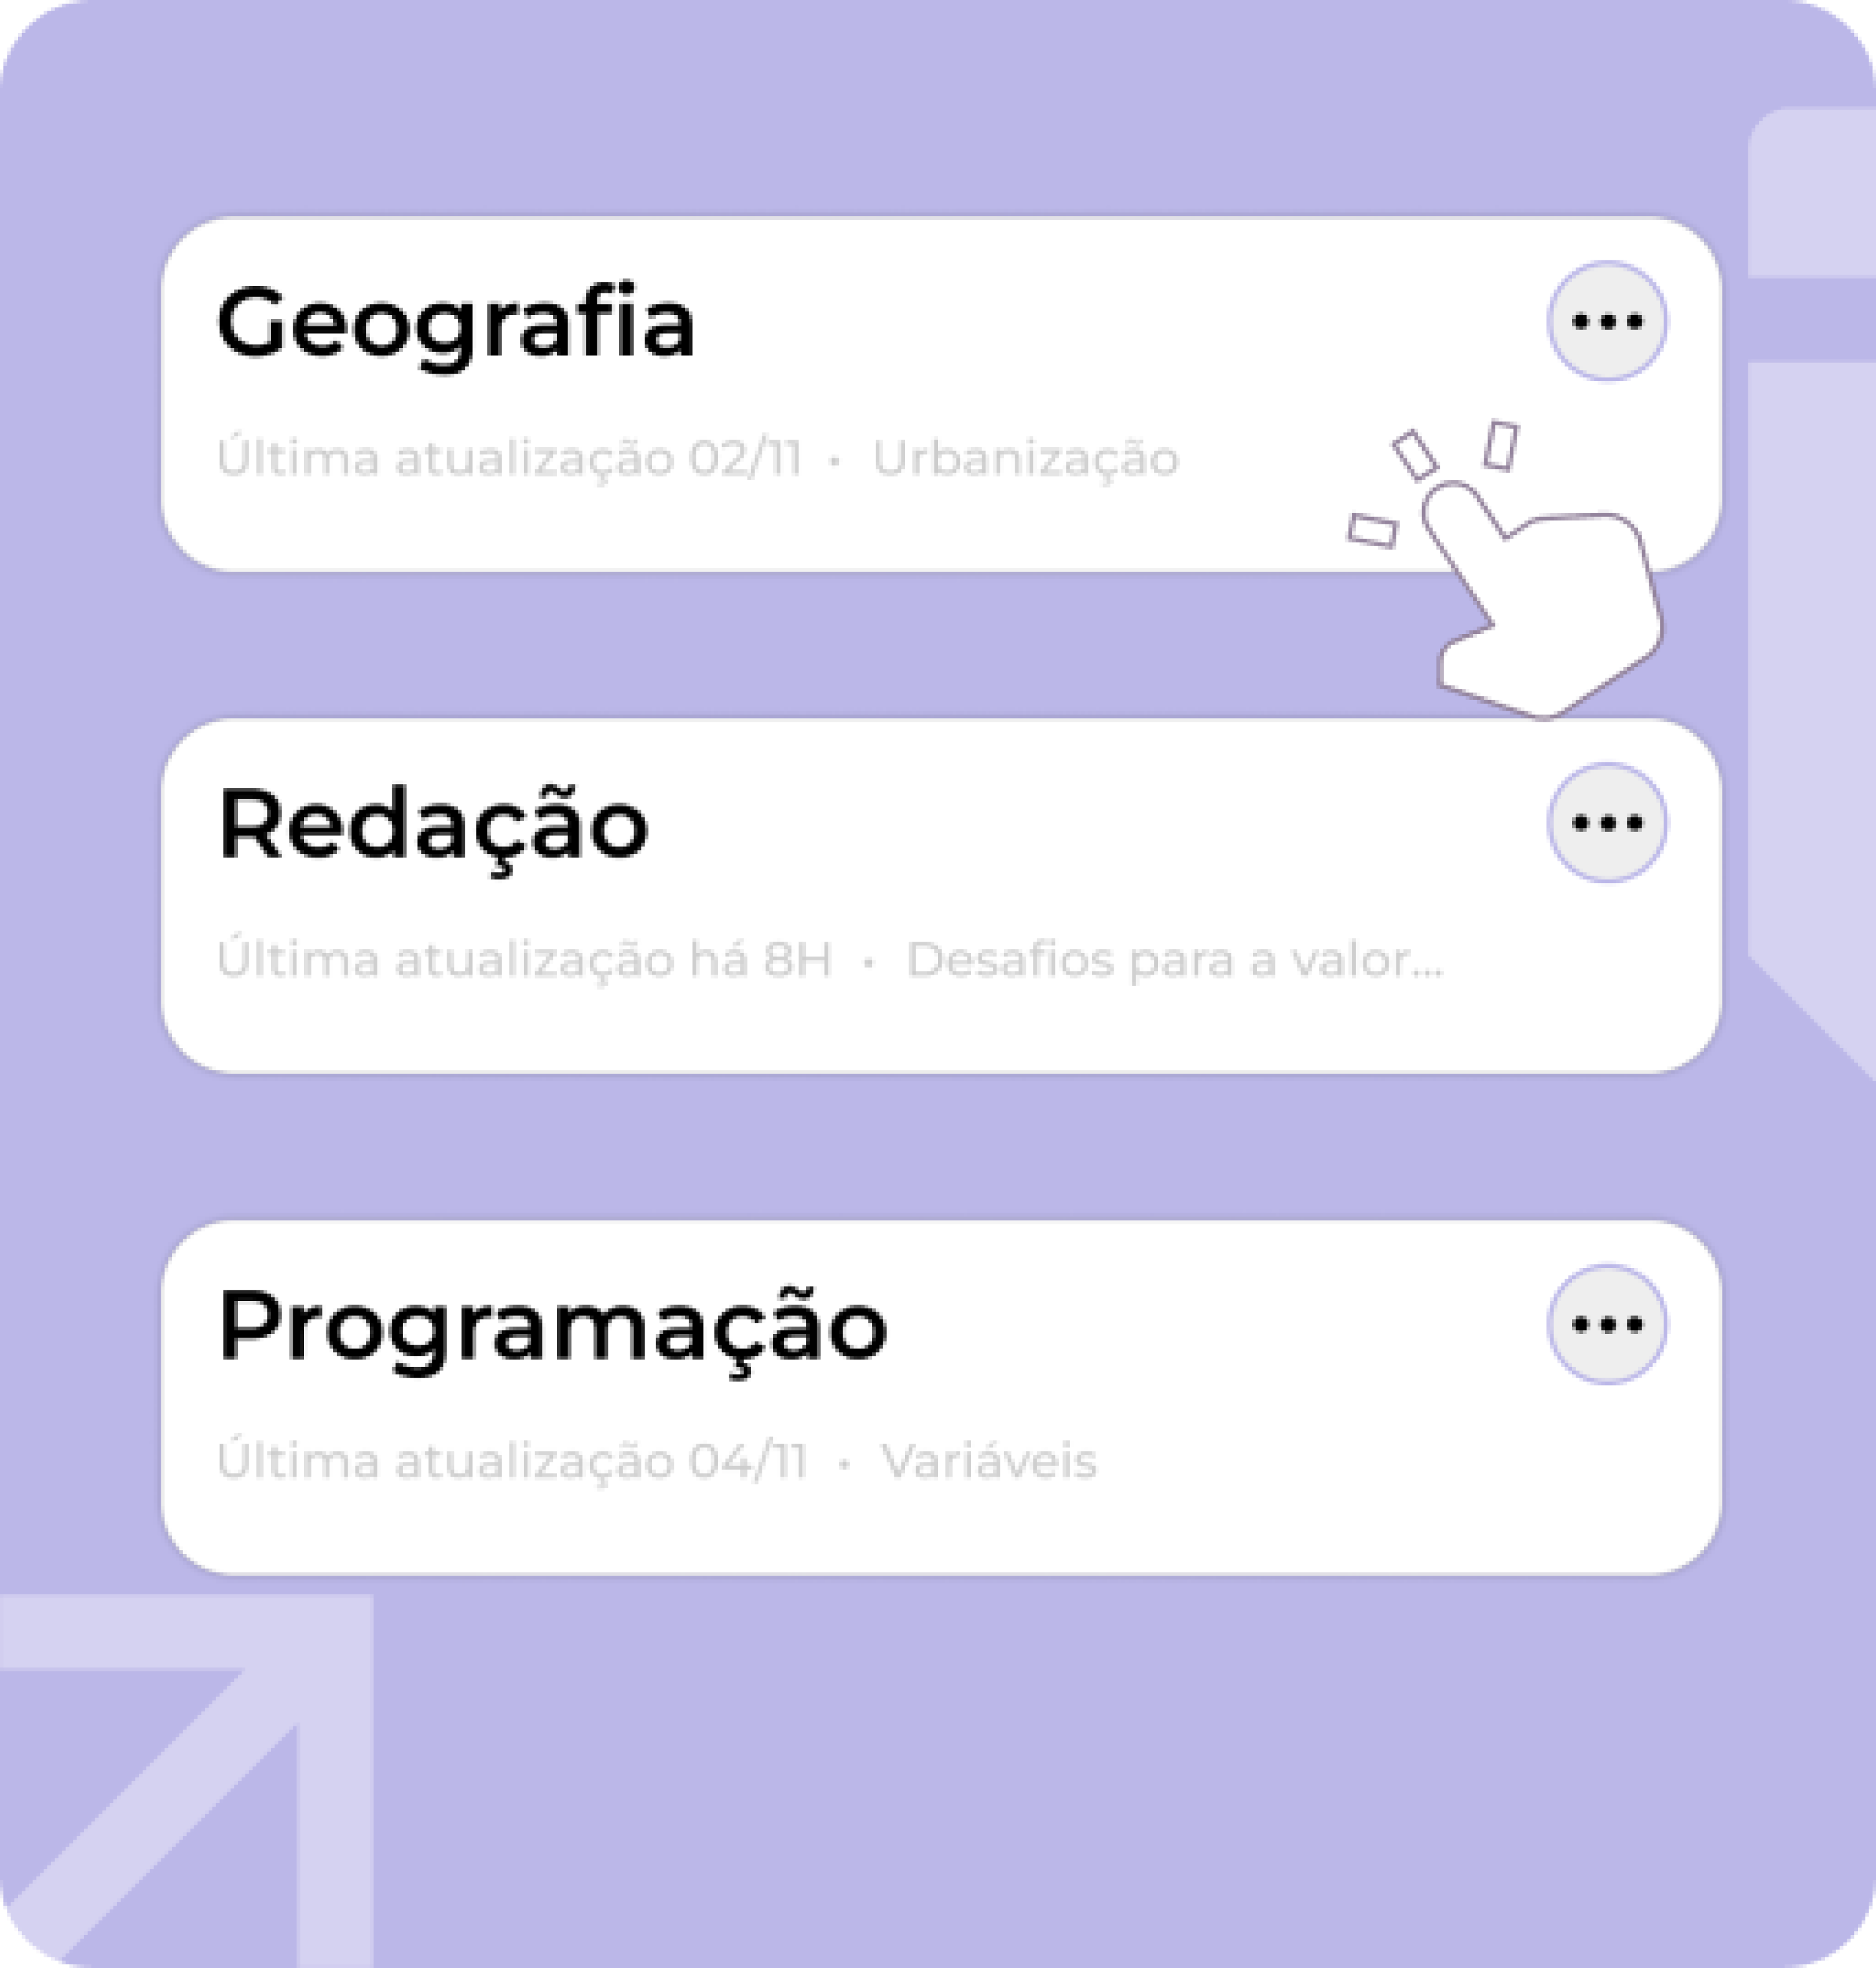 Geografia
Última atualização 02/11 • Urbanização
Redação
Última atualização há 8H • Desafios para a valor...
Programação
Última atualização 04/11 • Variáveis